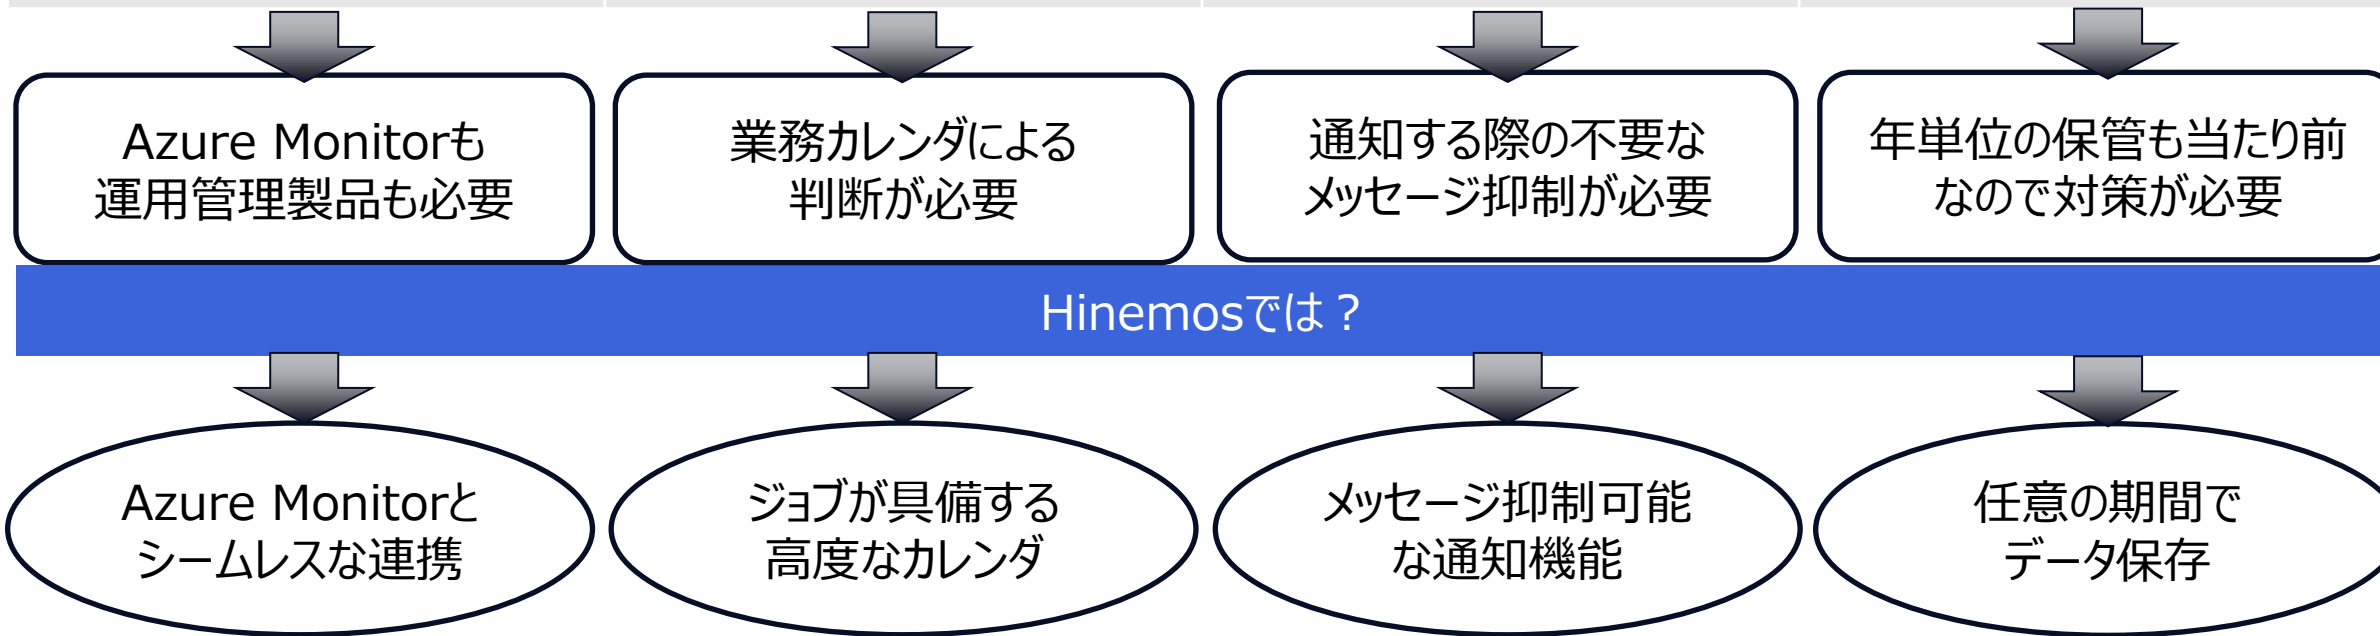 Azure Monitorも
運用管理製品も必要
業務カレンダによる
判断が必要
通知する際の不要な
メッセージ抑制が必要
年単位の保管も当たり前
なので対策が必要
Hinemosでは？
Azure Monitorと
シームレスな連携
ジョブが具備する
高度なカレンダ
メッセージ抑制可能
な通知機能
任意の期間で
データ保存